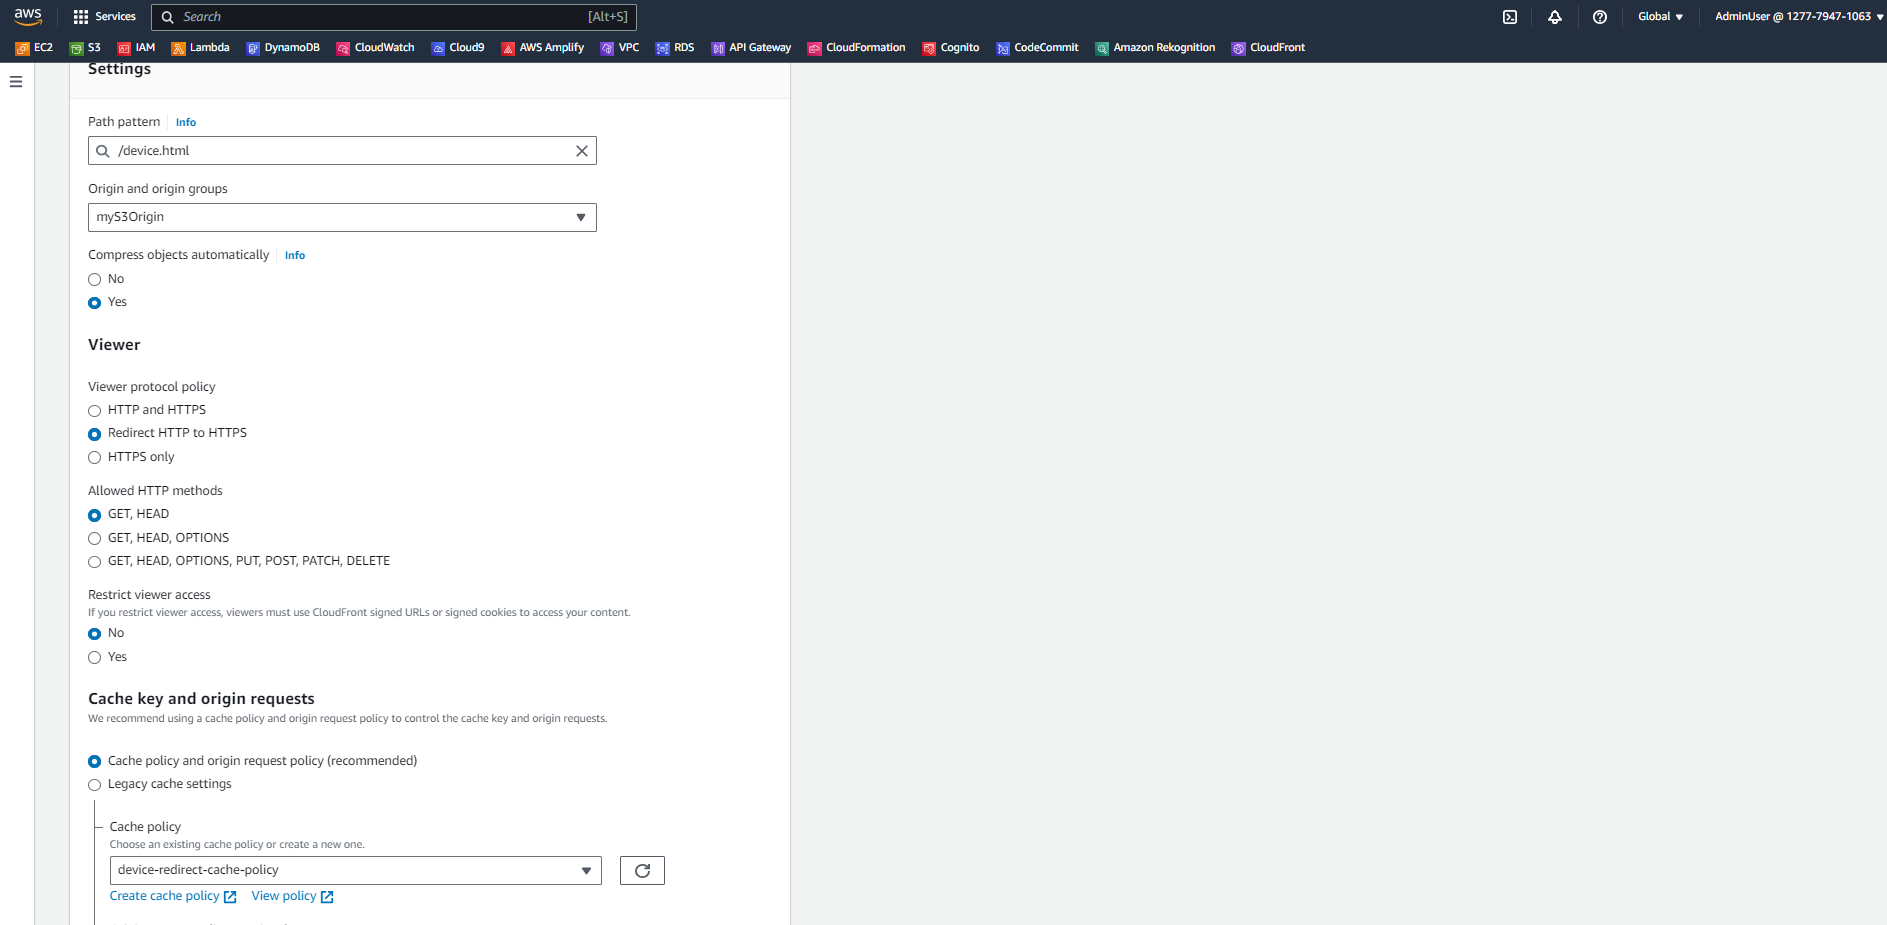 aws Services Search [Alt+S] Global AdminUser @ 1277-7947-1063
EC2 S3 IAM Lambda DynamoDB CloudWatch Cloud9 AWS Amplify VPC RDS API Gateway CloudFormation Cognito CodeCommit Amazon Rekognition CloudFront
Settings
Path pattern Info
/device.html
Origin and origin groups
myS3Origin
Compress objects automatically Info
No
Yes
Viewer
Viewer protocol policy
HTTP and HTTPS
Redirect HTTP to HTTPS
HTTPS only
Allowed HTTP methods
GET, HEAD
GET, HEAD, OPTIONS
GET, HEAD, OPTIONS, PUT, POST, PATCH, DELETE
Restrict viewer access
If you restrict viewer access, viewers must use CloudFront signed URLs or signed cookies to access your content.
No
Yes
Cache key and origin requests
We recommend using a cache policy and origin request policy to control the cache key and origin requests.
Cache policy and origin request policy (recommended)
Legacy cache settings
Cache policy
Choose an existing cache policy or create a new one.
device-redirect-cache-policy
Create cache policy View policy